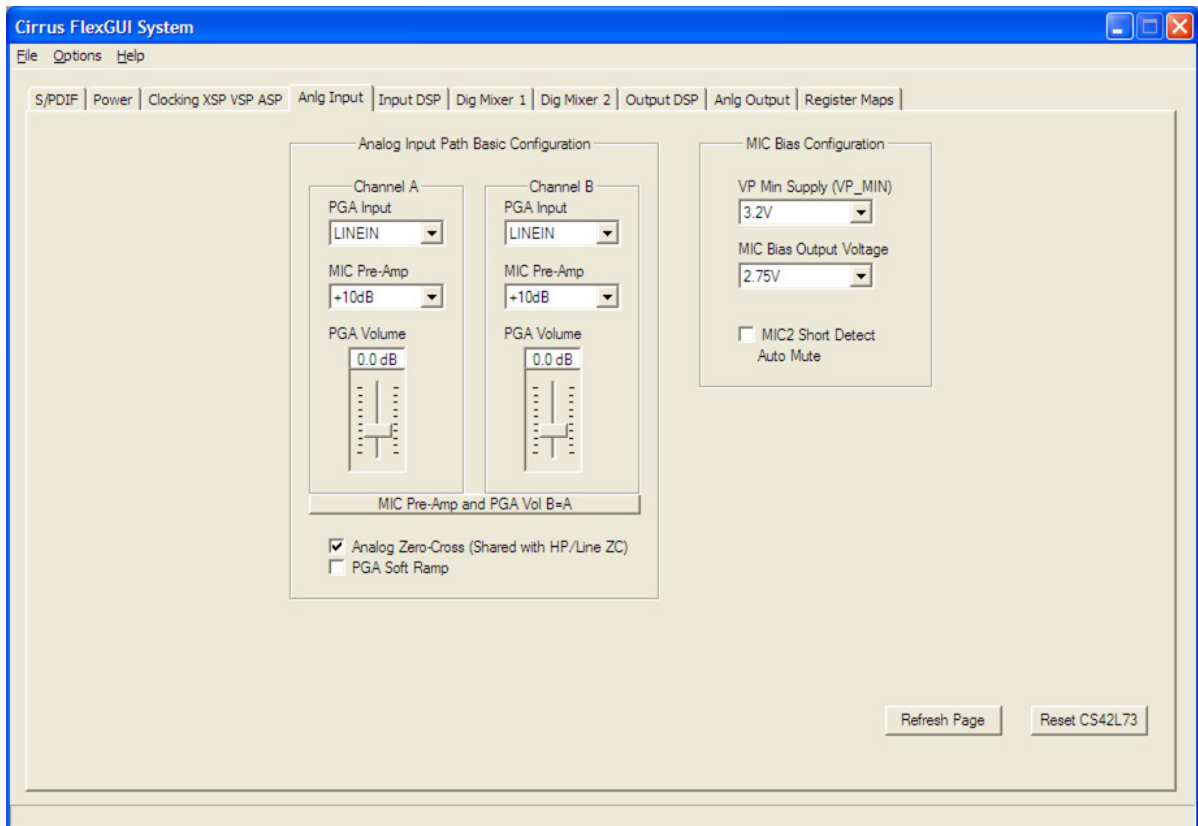 Cirrus FlexGUI System
File Options Help
S/PDIF Power Clocking XSP VSP ASP Anlg Input Input DSP Dig Mixer 1 Dig Mixer 2 Output DSP Anlg Output Register Maps
Analog Input Path Basic Configuration
Channel A
PGA Input
LINEIN
MIC Pre-Amp
+10dB
PGA Volume
0.0 dB
Channel B
PGA Input
LINEIN
MIC Pre-Amp
+10dB
PGA Volume
0.0 dB
MIC Pre-Amp and PGA Vol B=A
Analog Zero-Cross (Shared with HP/Line ZC)
PGA Soft Ramp
MIC Bias Configuration
VP Min Supply (VP_MIN)
3.2V
MIC Bias Output Voltage
2.75V
MIC2 Short Detect
Auto Mute
Refresh Page
Reset CS42L73